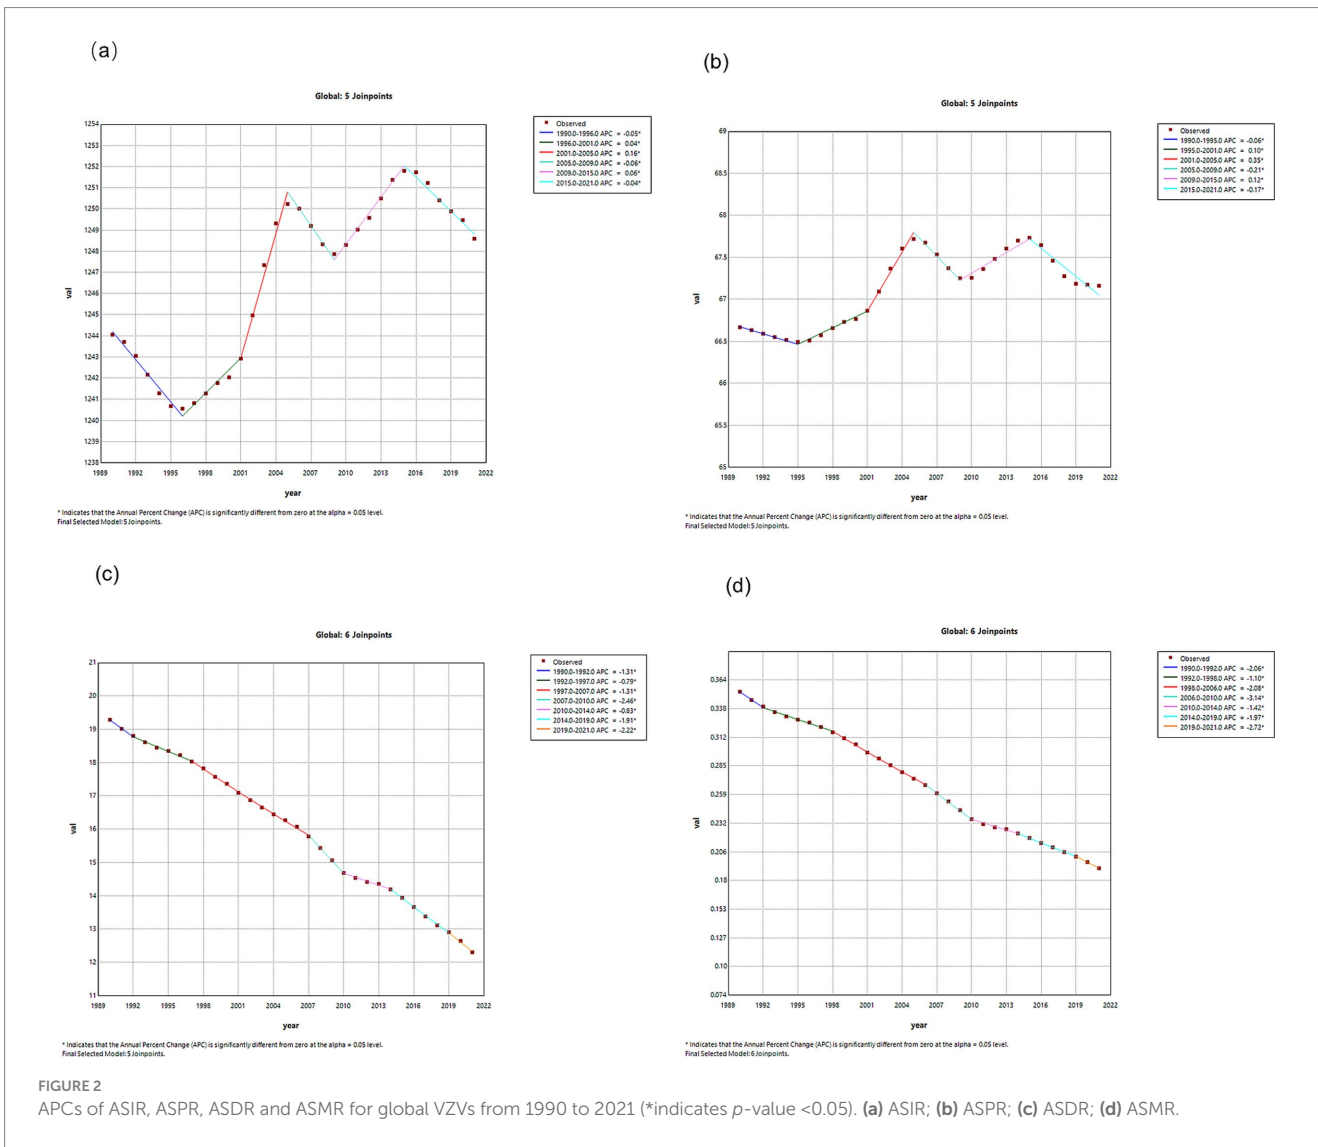 (a)
Global: 5 Joinpoints
1254
1253
1252
1251
1250
1249
1248
1247
1246
1245
1244
1243
1242
1241
1240
1239
1238
val
1989 1992 1995 1998 2001 2004 2007 2010 2013 2016 2019 2022
year
Observed
1990.0-1996.0 APC = -0.05*
1996.0-2001.0 APC = 0.04*
2001.0-2005.0 APC = 0.16*
2005.0-2009.0 APC = -0.06*
2009.0-2015.0 APC = 0.06*
2015.0-2021.0 APC = -0.04*
* Indicates that the Annual Percent Change (APC) is significantly different from zero at the alpha = 0.05 level.
Final Selected Model: 5 Joinpoints.
(b)
Global: 5 Joinpoints
69
68.5
68
67.5
67
66.5
66
65.5
65
val
1989 1992 1995 1998 2001 2004 2007 2010 2013 2016 2019 2022
year
Observed
1990.0-1995.0 APC = -0.06*
1995.0-2001.0 APC = 0.10*
2001.0-2005.0 APC = 0.35*
2005.0-2009.0 APC = -0.21*
2009.0-2015.0 APC = 0.12*
2015.0-2021.0 APC = -0.17*
* Indicates that the Annual Percent Change (APC) is significantly different from zero at the alpha = 0.05 level.
Final Selected Model: 5 Joinpoints.
(c)
Global: 6 Joinpoints
21
20
19
18
17
16
15
14
13
12
11
val
1989 1992 1995 1998 2001 2004 2007 2010 2013 2016 2019 2022
year
Observed
1990.0-1992.0 APC = -1.31*
1992.0-1997.0 APC = -0.79*
1997.0-2007.0 APC = -1.31*
2007.0-2010.0 APC = -2.46*
2010.0-2014.0 APC = -0.83*
2014.0-2019.0 APC = -1.91*
2019.0-2021.0 APC = -2.22*
* Indicates that the Annual Percent Change (APC) is significantly different from zero at the alpha = 0.05 level.
Final Selected Model: 5 Joinpoints.
(d)
Global: 6 Joinpoints
0.364
0.338
0.312
0.285
0.259
0.232
0.206
0.18
0.153
0.127
0.10
0.074
val
1989 1992 1995 1998 2001 2004 2007 2010 2013 2016 2019 2022
year
Observed
1990.0-1992.0 APC = -2.06*
1992.0-1998.0 APC = -1.10*
1998.0-2006.0 APC = -2.08*
2006.0-2010.0 APC = -3.14*
2010.0-2014.0 APC = -1.42*
2014.0-2019.0 APC = -1.97*
2019.0-2021.0 APC = -2.72*
* Indicates that the Annual Percent Change (APC) is significantly different from zero at the alpha = 0.05 level.
Final Selected Model: 6 Joinpoints.
FIGURE 2
APCs of ASIR, ASPR, ASDR and ASMR for global VZVs from 1990 to 2021 (*indicates p-value <0.05). (a) ASIR; (b) ASPR; (c) ASDR; (d) ASMR.